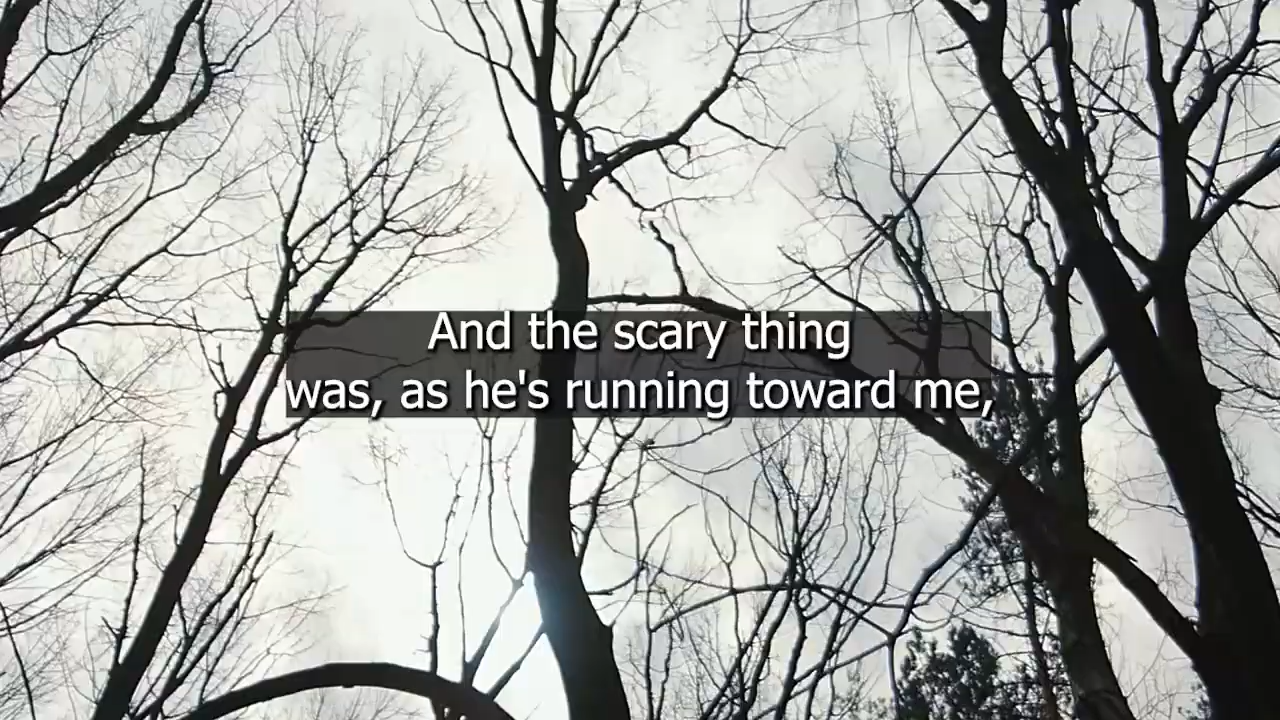 And the scary thing
was, as he's running toward me,